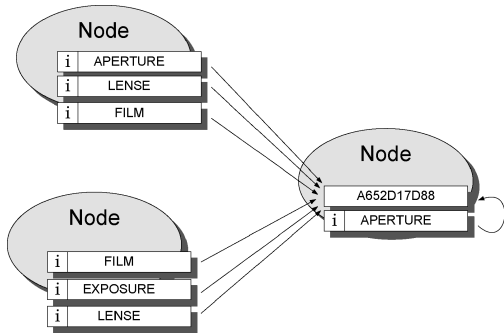 Node
i APERTURE
i LENSE
i FILM
Node
A652D17D88
i APERTURE
Node
i FILM
i EXPOSURE
i LENSE